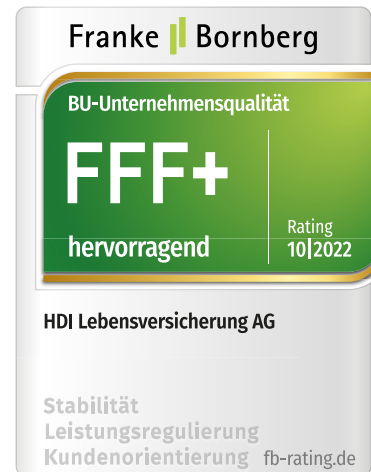 Franke Bornberg
BU-Unternehmensqualität
FFF+
hervorragend
Rating
10|2022
HDI Lebensversicherung AG
Stabilität
Leistungsregulierung
Kundenorientierung fb-rating.de